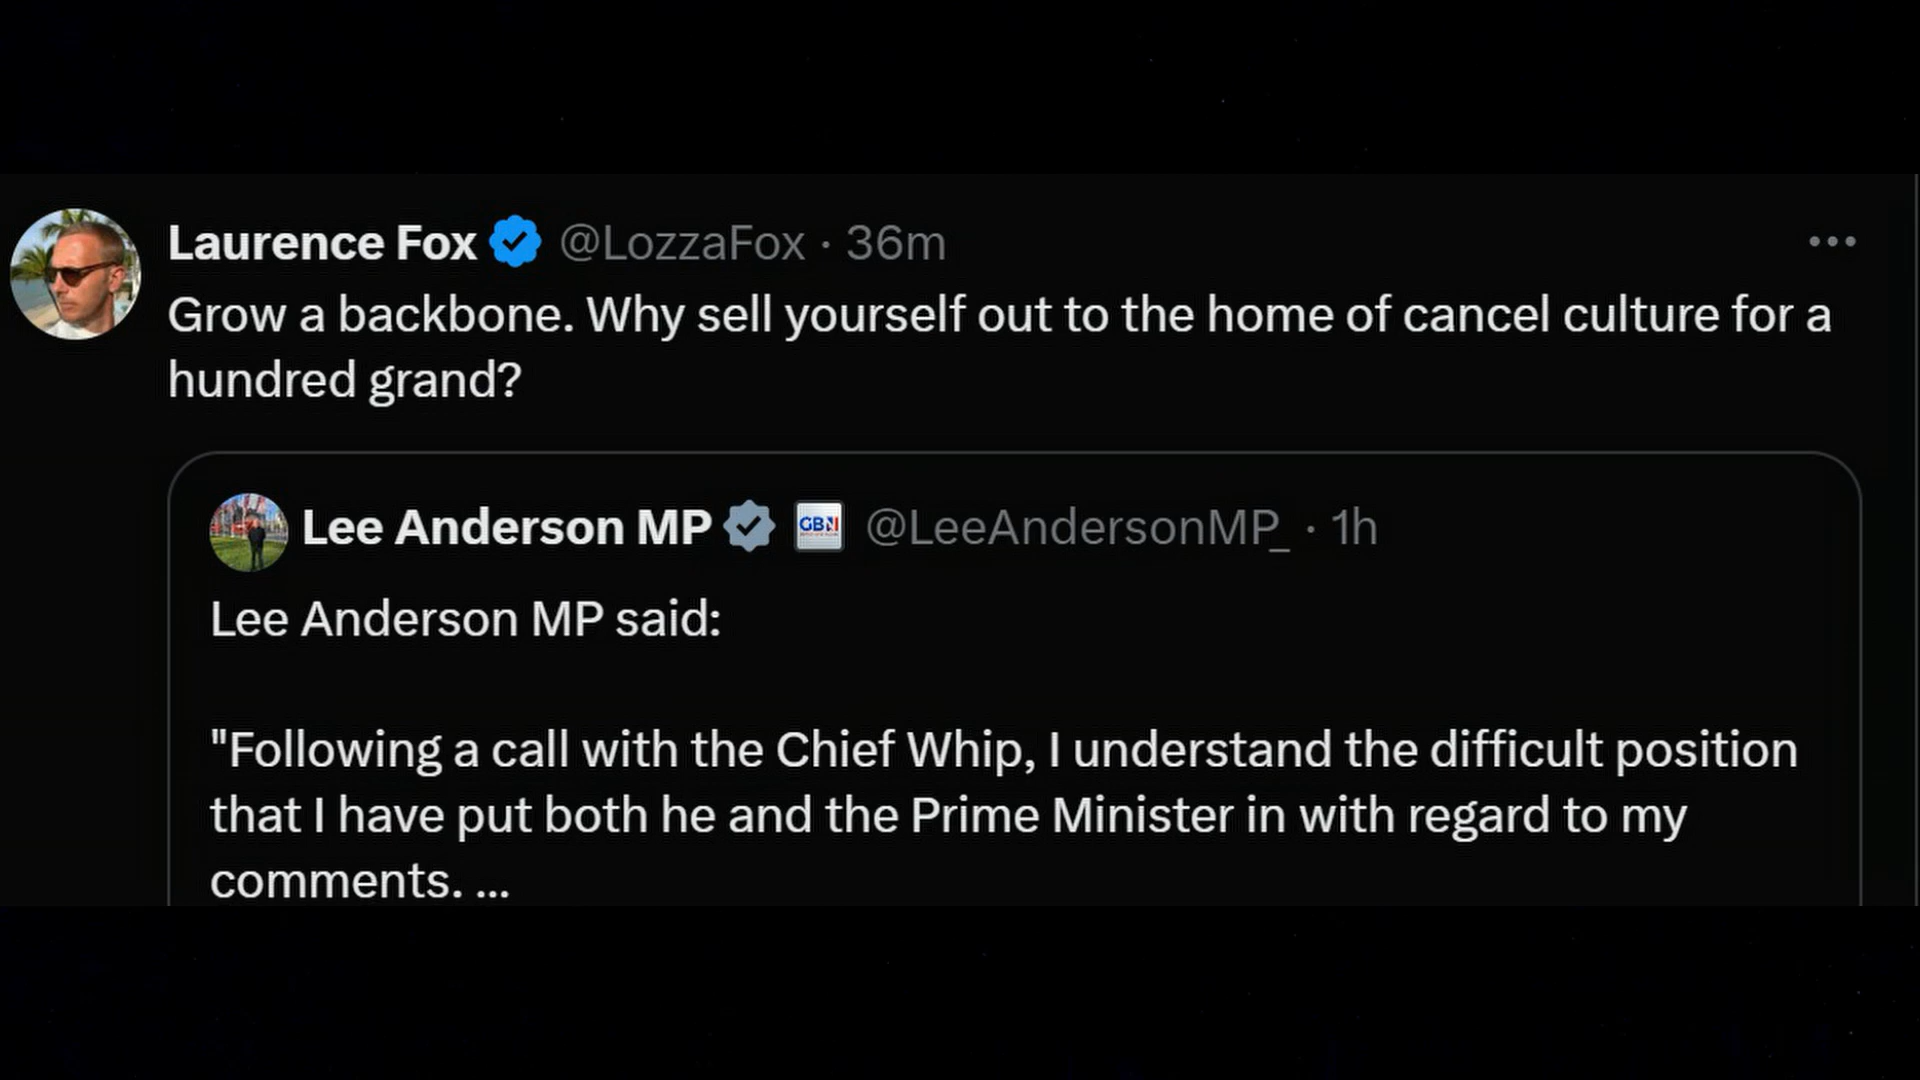 Laurence Fox @LozzaFox · 36m
Grow a backbone. Why sell yourself out to the home of cancel culture for a
hundred grand?
Lee Anderson MP GBN @LeeAndersonMP_ · 1h
Lee Anderson MP said:
"Following a call with the Chief Whip, I understand the difficult position
that I have put both he and the Prime Minister in with regard to my
comments. ...